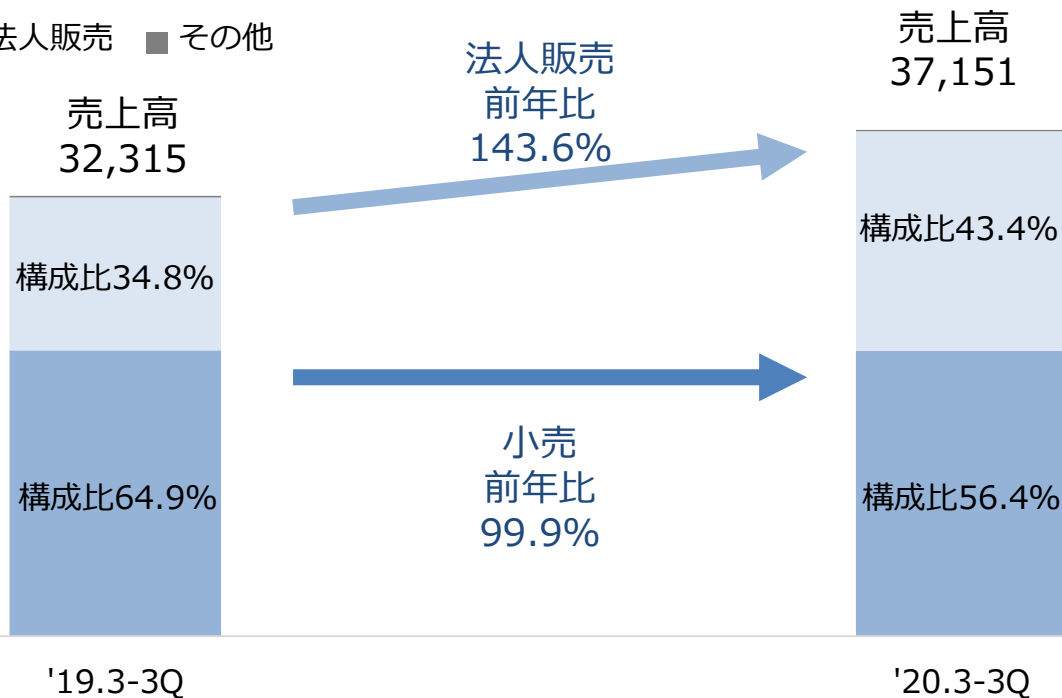 法人販売 ■ その他
売上高
32,315
構成比34.8%
構成比64.9%
'19.3-3Q
法人販売
前年比
143.6%
小売
前年比
99.9%
売上高
37,151
構成比43.4%
構成比56.4%
'20.3-3Q